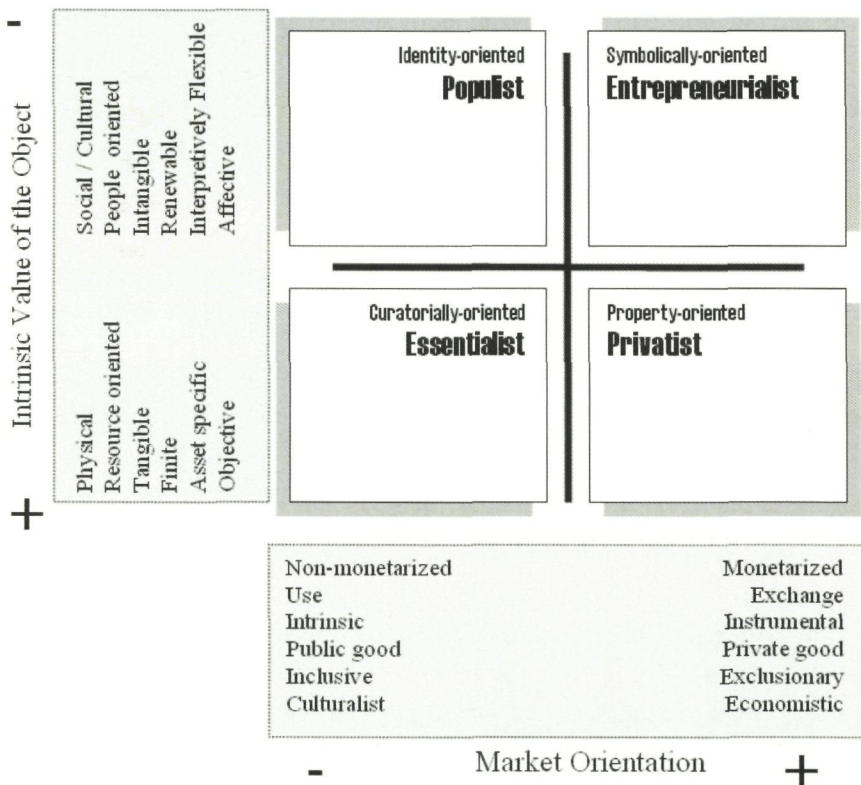 -
Intrinsic Value of the Object
+
Social / Cultural
People oriented
Intangible
Renewable
Interpretively Flexible
Affective
Physical
Resource oriented
Tangible
Finite
Asset specific
Objective
Identity-oriented
Populist
Symbolically-oriented
Entrepreneurialist
Curatorially-oriented
Essentialist
Property-oriented
Privatist
Non-monetarized
Monetarized
Use
Exchange
Intrinsic
Instrumental
Public good
Private good
Inclusive
Exclusionary
Culturalist
Economistic
-
Market Orientation
+